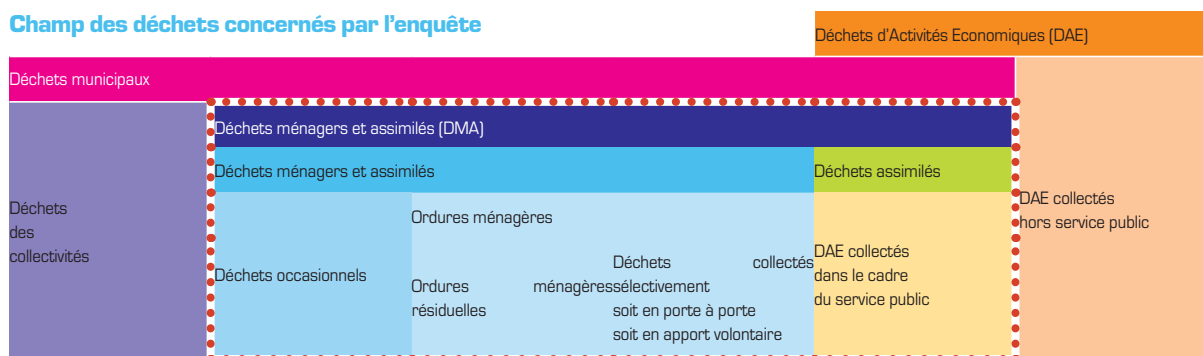 Champ des déchets concernés par l'enquête
Déchets d'Activités Economiques (DAE)
Déchets municipaux
Déchets ménagers et assimilés (DMA)
Déchets ménagers et assimilés
Déchets assimilés
Déchets
des
collectivités
Déchets occasionnels
Ordures ménagères
Ordures ménagères
résiduelles
Déchets collectés
sélectivement
soit en porte à porte
soit en apport volontaire
DAE collectés
dans le cadre
du service public
DAE collectés
hors service public